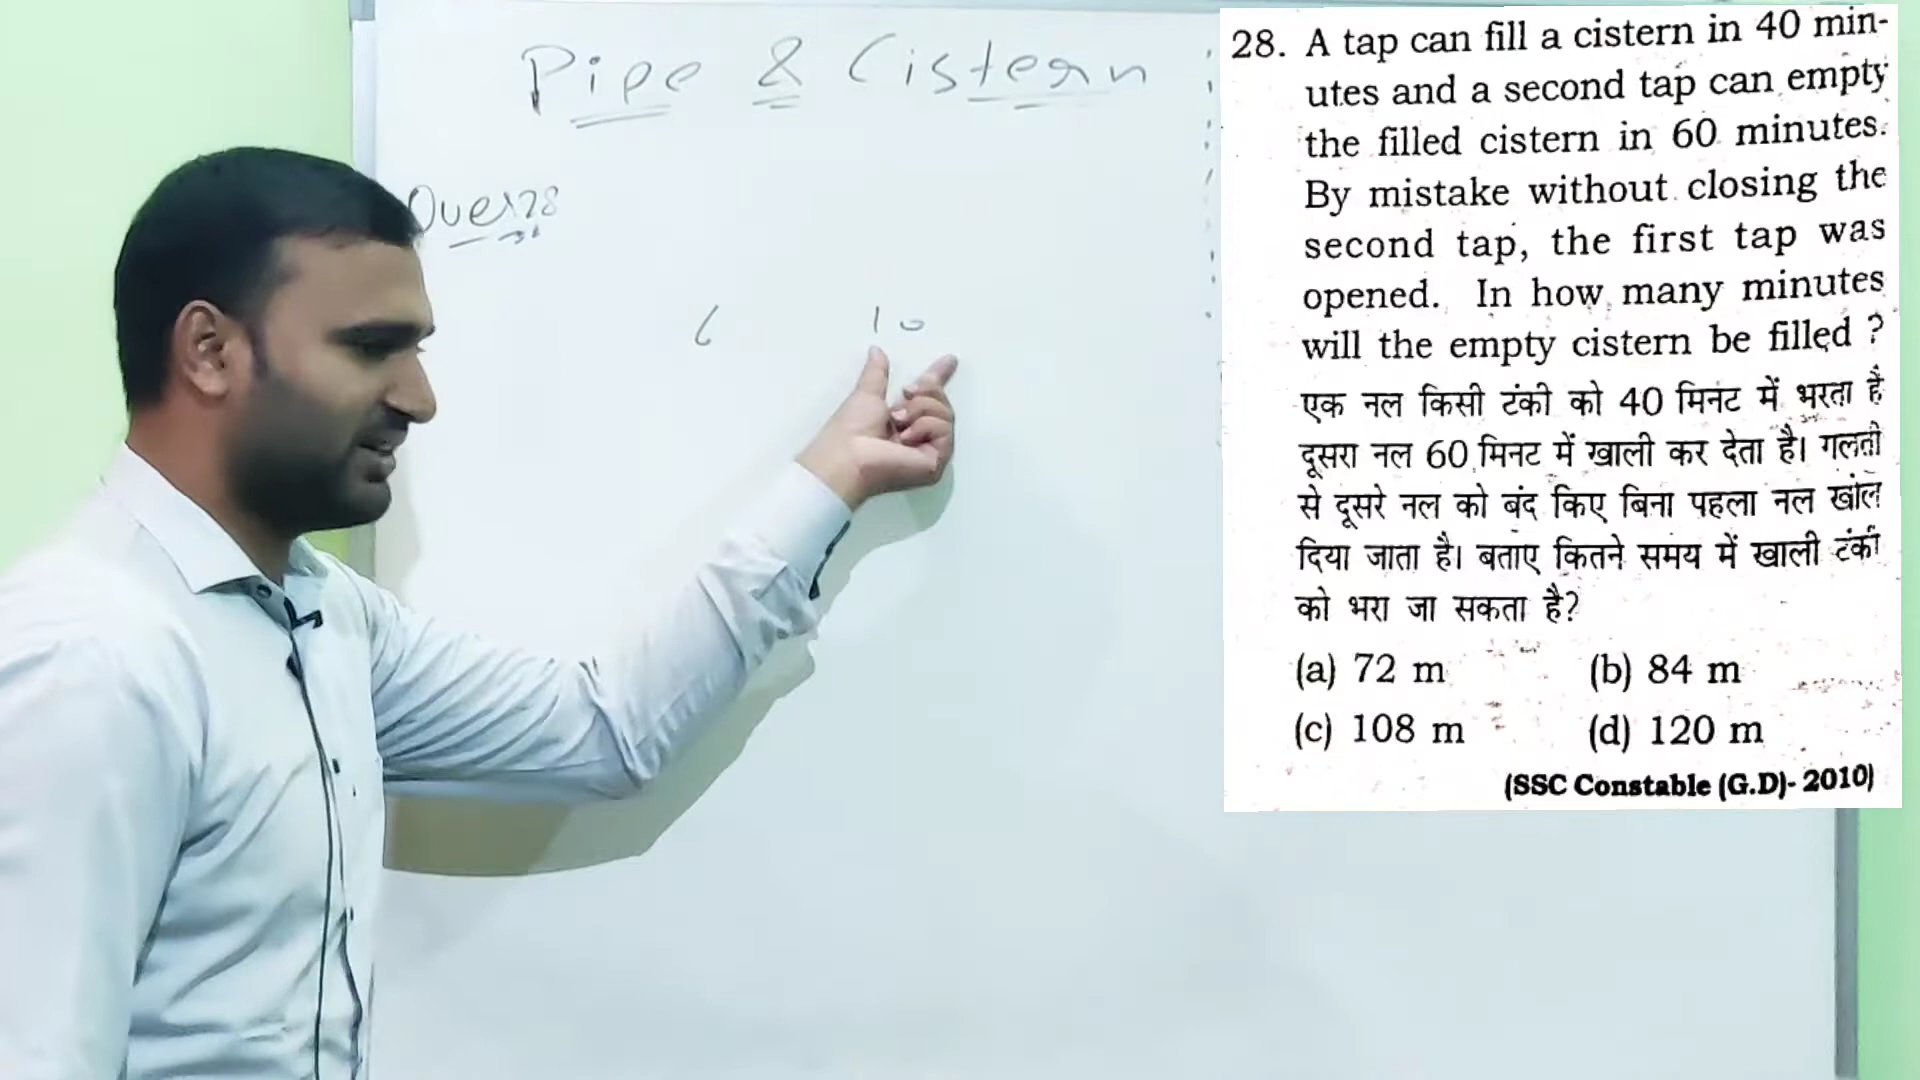 Pipe & Cistern
Ques28
6 10
28. A tap can fill a cistern in 40 min-
utes and a second tap can empty
the filled cistern in 60 minutes.
By mistake without closing the
second tap, the first tap was
opened. In how many minutes
will the empty cistern be filled ?
एक नल किसी टंकी को 40 मिनट में भरता है
दूसरा नल 60 मिनट में खाली कर देता है। गलती
से दूसरे नल को बंद किए बिना पहला नल खोल
दिया जाता है। बताए कितने समय में खाली टंकी
को भरा जा सकता है?
(a) 72 m (b) 84 m
(c) 108 m (d) 120 m
(SSC Constable (G.D)- 2010)